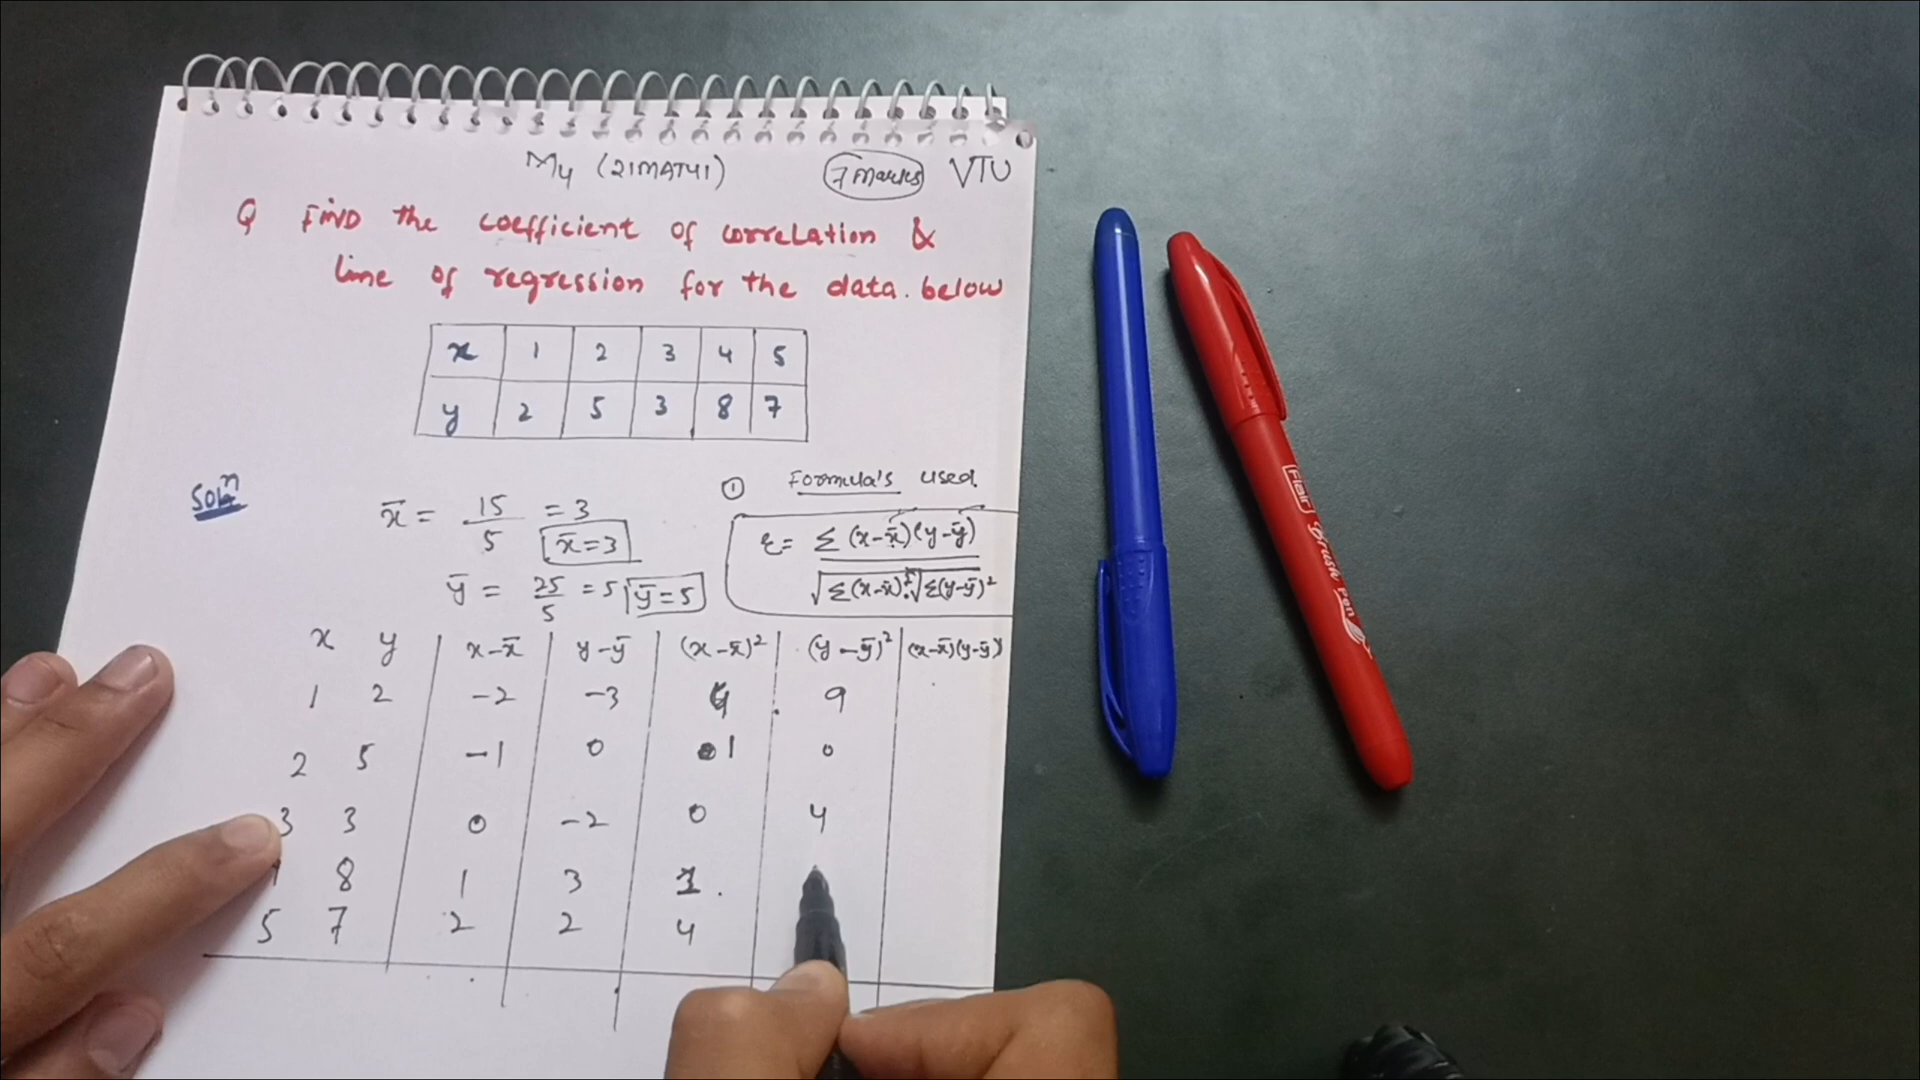 M4 (21MAT41) 7 Marks VTU
Q FIND the coefficient of correlation &
line of regression for the data. below
x 1 2 3 4 5
y 2 5 3 8 7
Solⁿ
① Formula's used
x̄ = 15/5 = 3
x̄=3
r = Σ(x-x̄)(y-ȳ) / √Σ(x-x̄)².√Σ(y-ȳ)²
ȳ = 25/5 = 5 ȳ=5
x y x-x̄ y-ȳ (x-x̄)² (y-ȳ)² (x-x̄)(y-ȳ)
1 2 -2 -3 4 9
2 5 -1 0 1 0
3 3 0 -2 0 4
8 1 3 1.
5 7 2 2 4
Flair Brush Pen